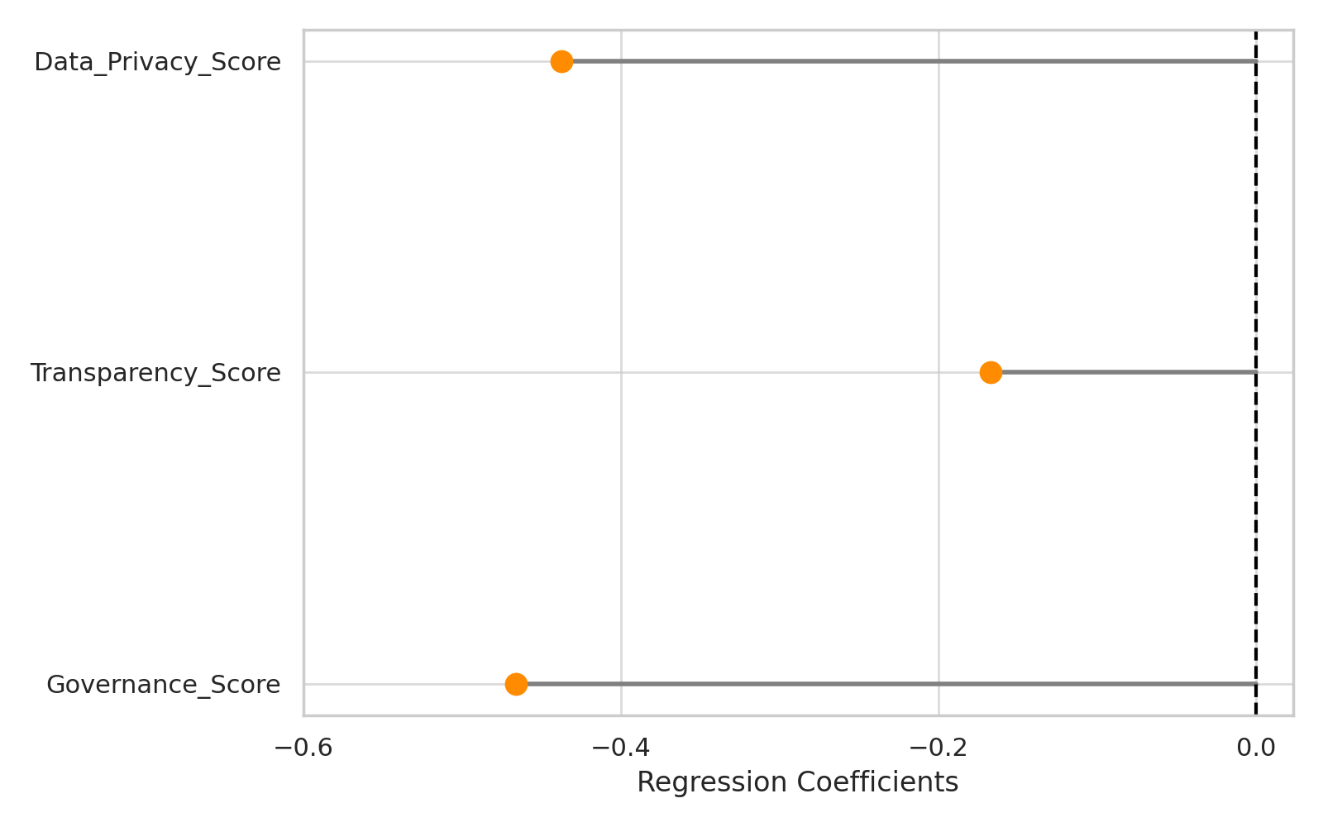 Data_Privacy_Score
Transparency_Score
Governance_Score
−0.6 −0.4 −0.2 0.0
Regression Coefficients